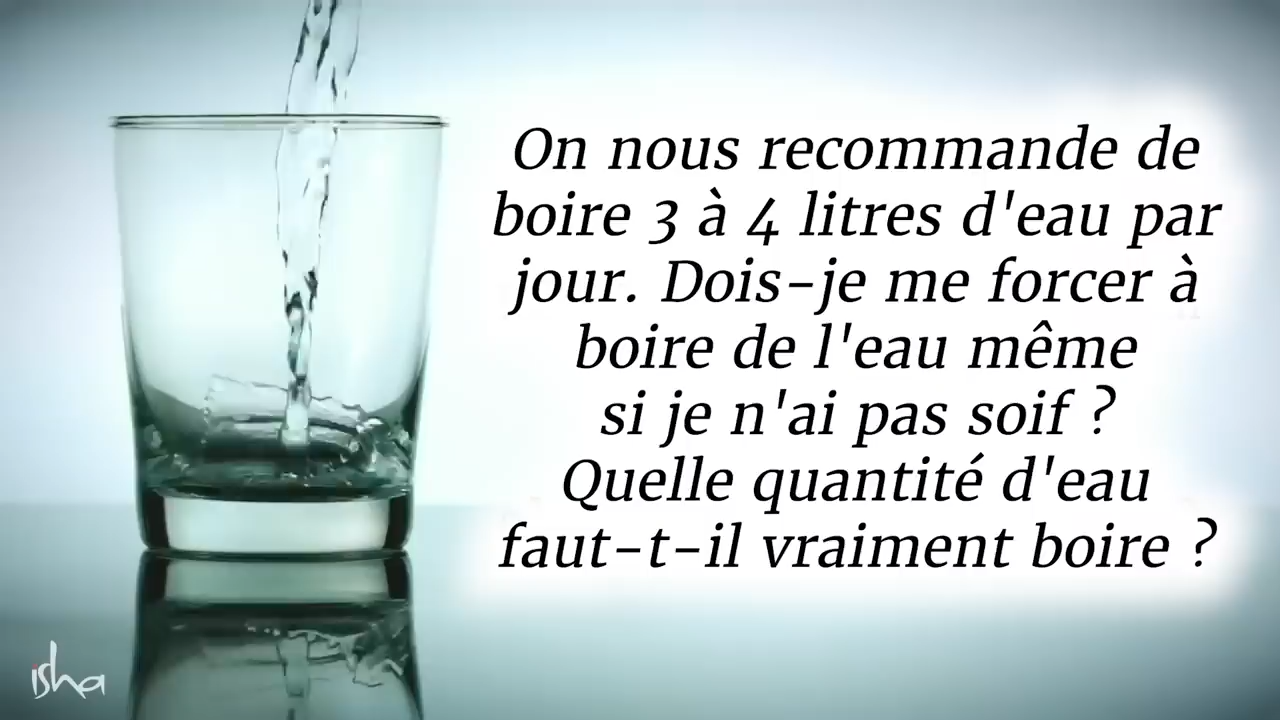 On nous recommande de
boire 3 à 4 litres d'eau par
jour. Dois-je me forcer à
boire de l'eau même
si je n'ai pas soif ?
Quelle quantité d'eau
faut-t-il vraiment boire ?
isha